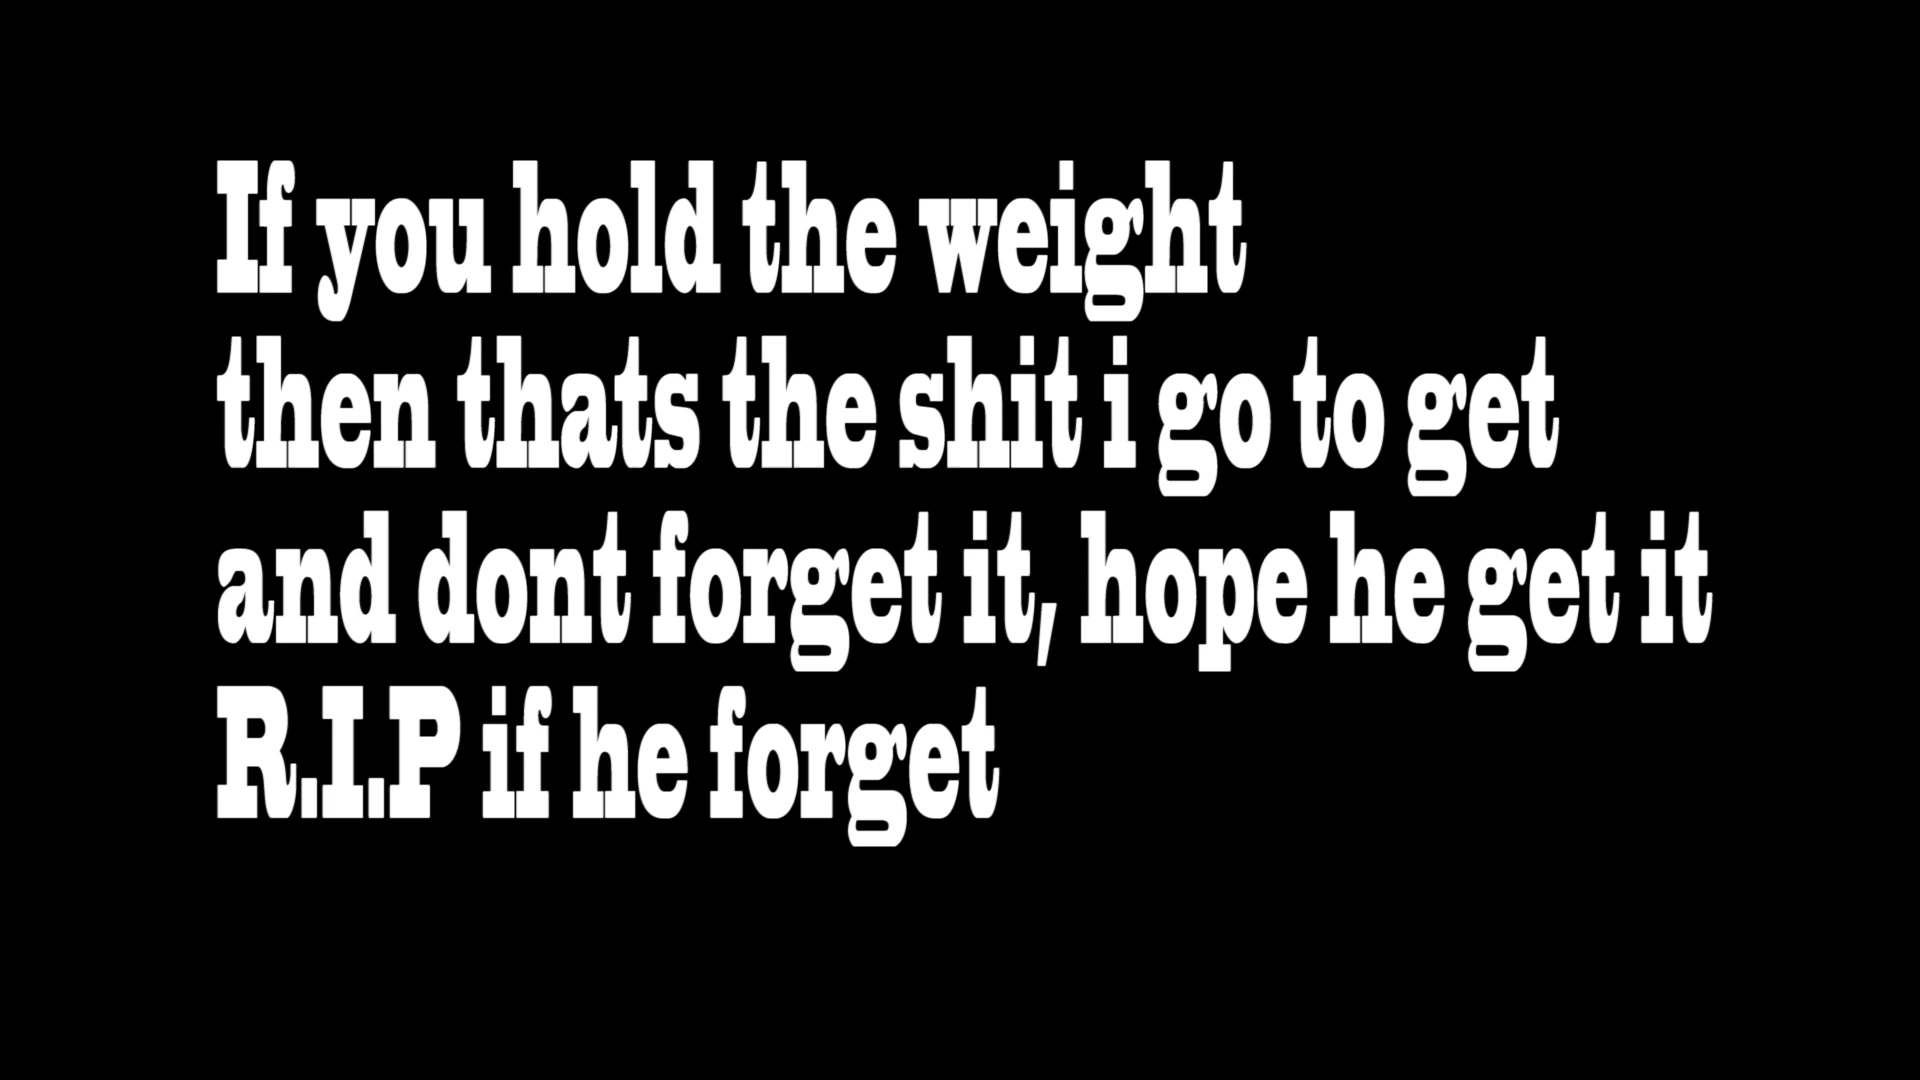 If you hold the weight
then thats the shit i go to get
and dont forget it, hope he get it
R.I.P if he forget